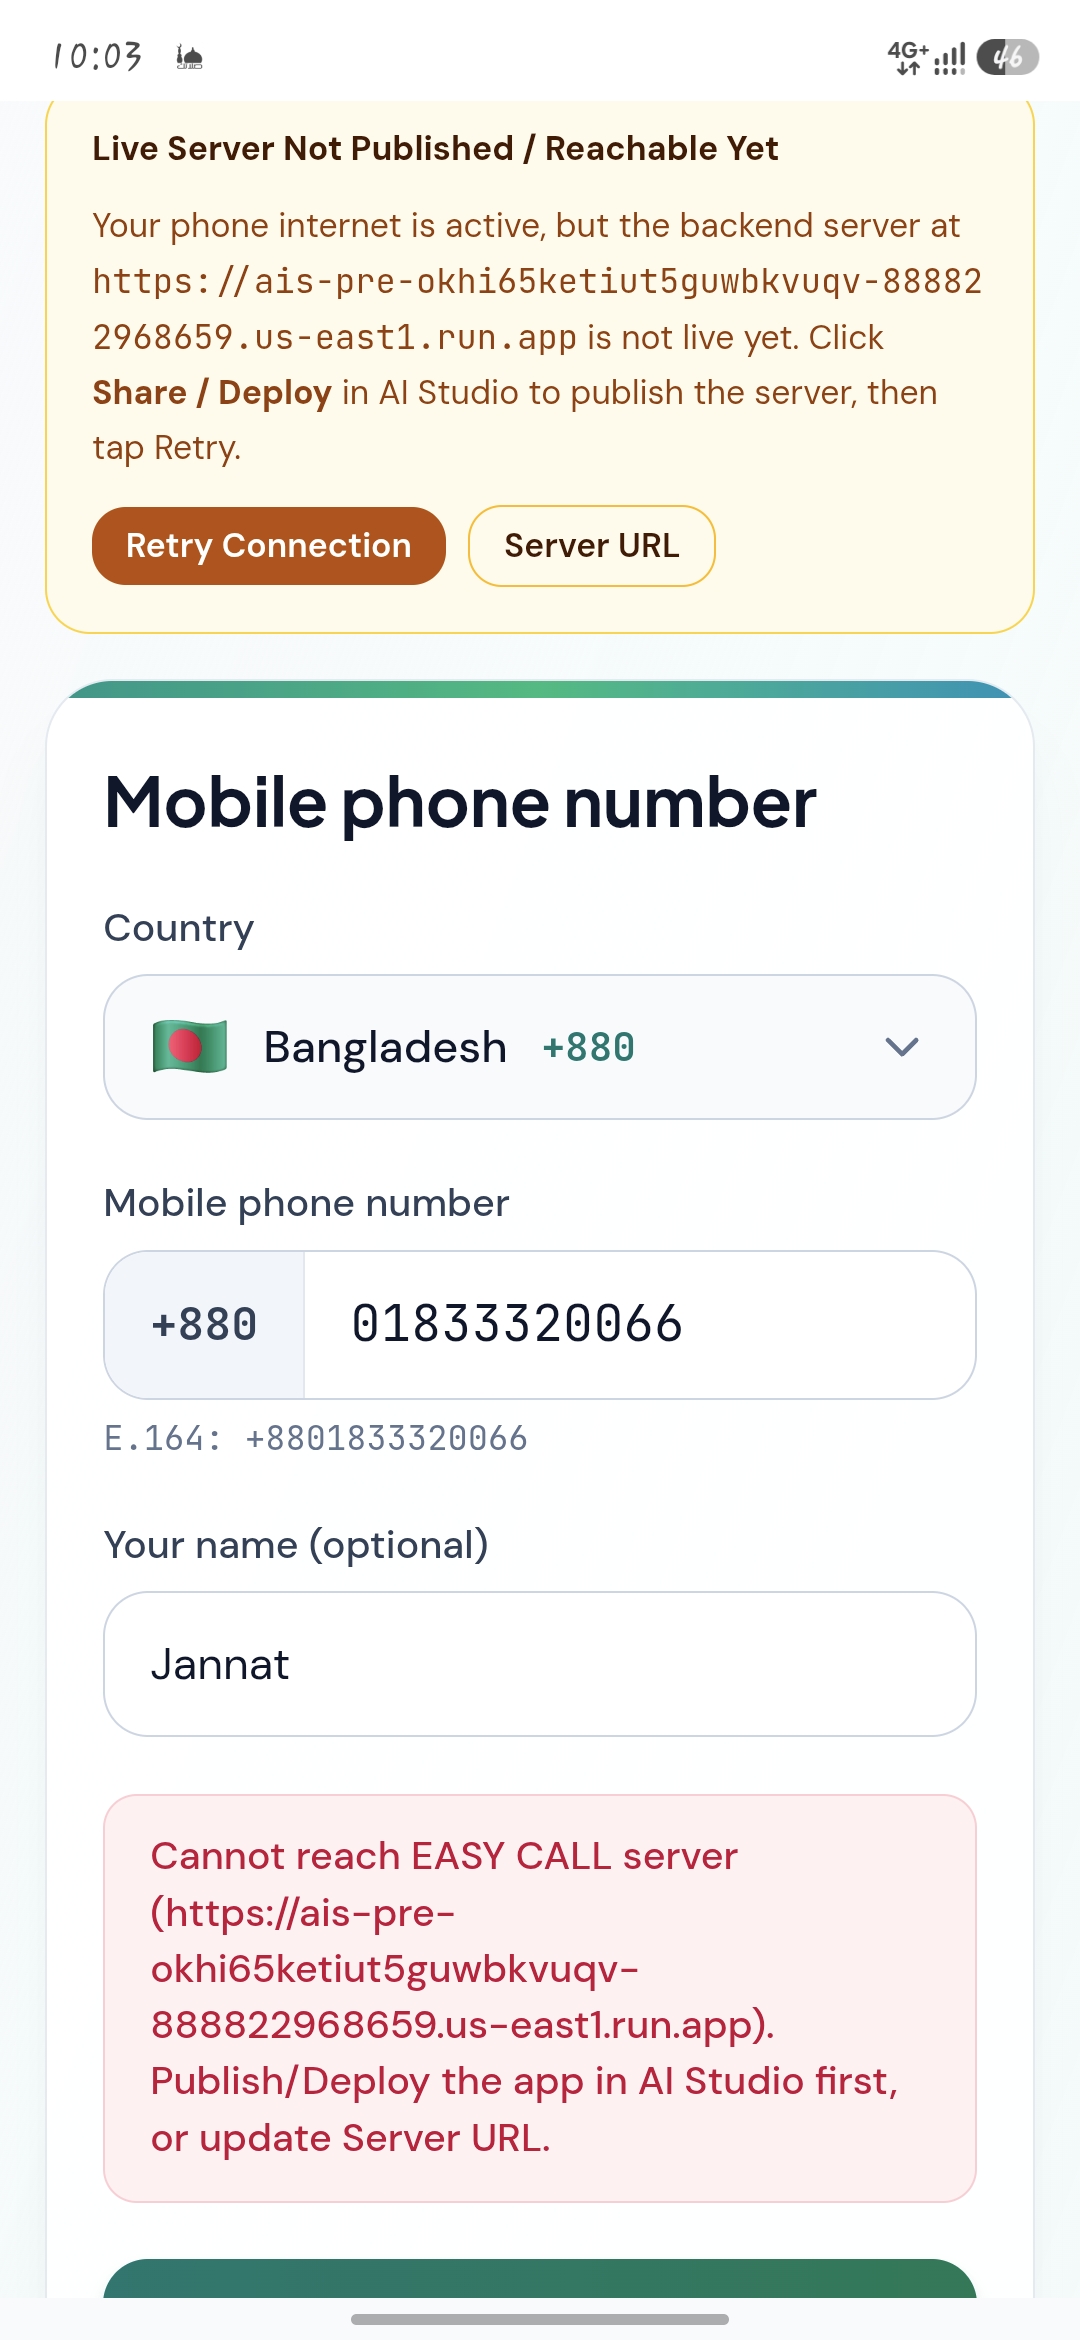 10:03
4G+
46
Live Server Not Published / Reachable Yet
Your phone internet is active, but the backend server at
https://ais-pre-okhi65ketiut5guwbkvuqv-88882
2968659.us-east1.run.app is not live yet. Click
Share / Deploy in AI Studio to publish the server, then
tap Retry.
Retry Connection
Server URL
Mobile phone number
Country
Bangladesh +880
Mobile phone number
+880 01833320066
E.164: +8801833320066
Your name (optional)
Jannat
Cannot reach EASY CALL server
(https://ais-pre-
okhi65ketiut5guwbkvuqv-
888822968659.us-east1.run.app).
Publish/Deploy the app in AI Studio first,
or update Server URL.